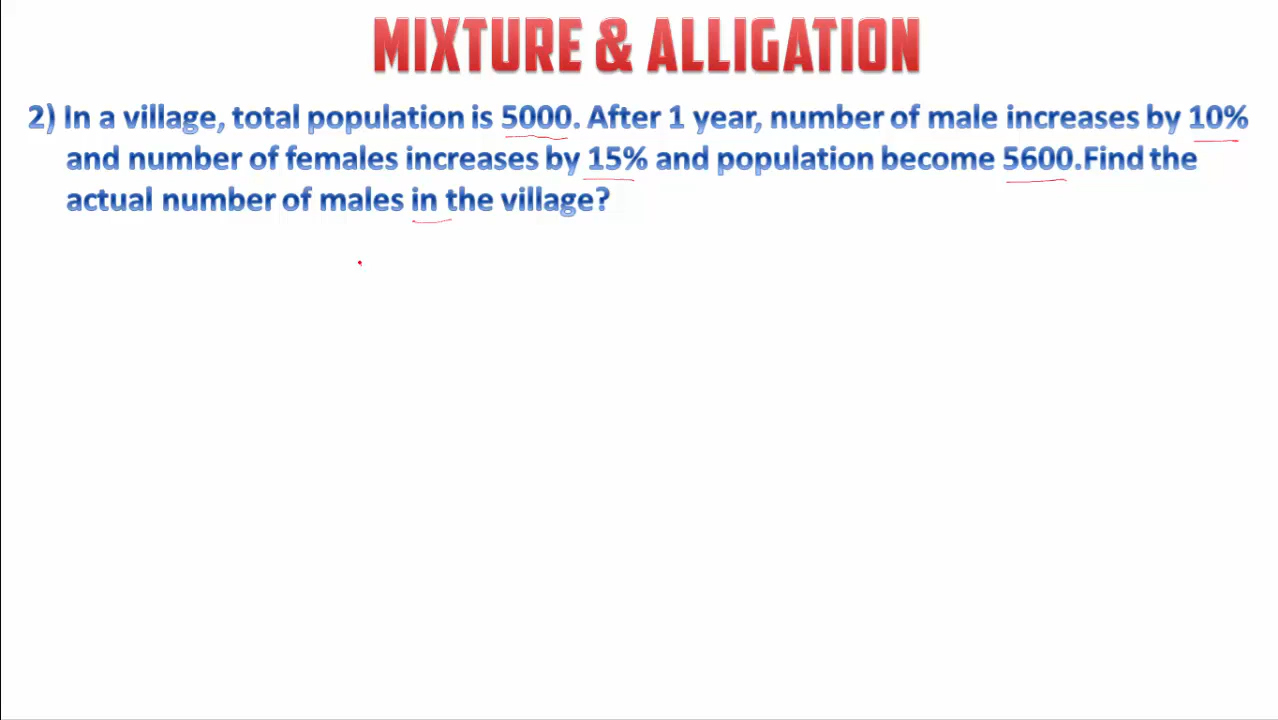 MIXTURE & ALLIGATION
2) In a village, total population is 5000. After 1 year, number of male increases by 10%
and number of females increases by 15% and population become 5600.Find the
actual number of males in the village?